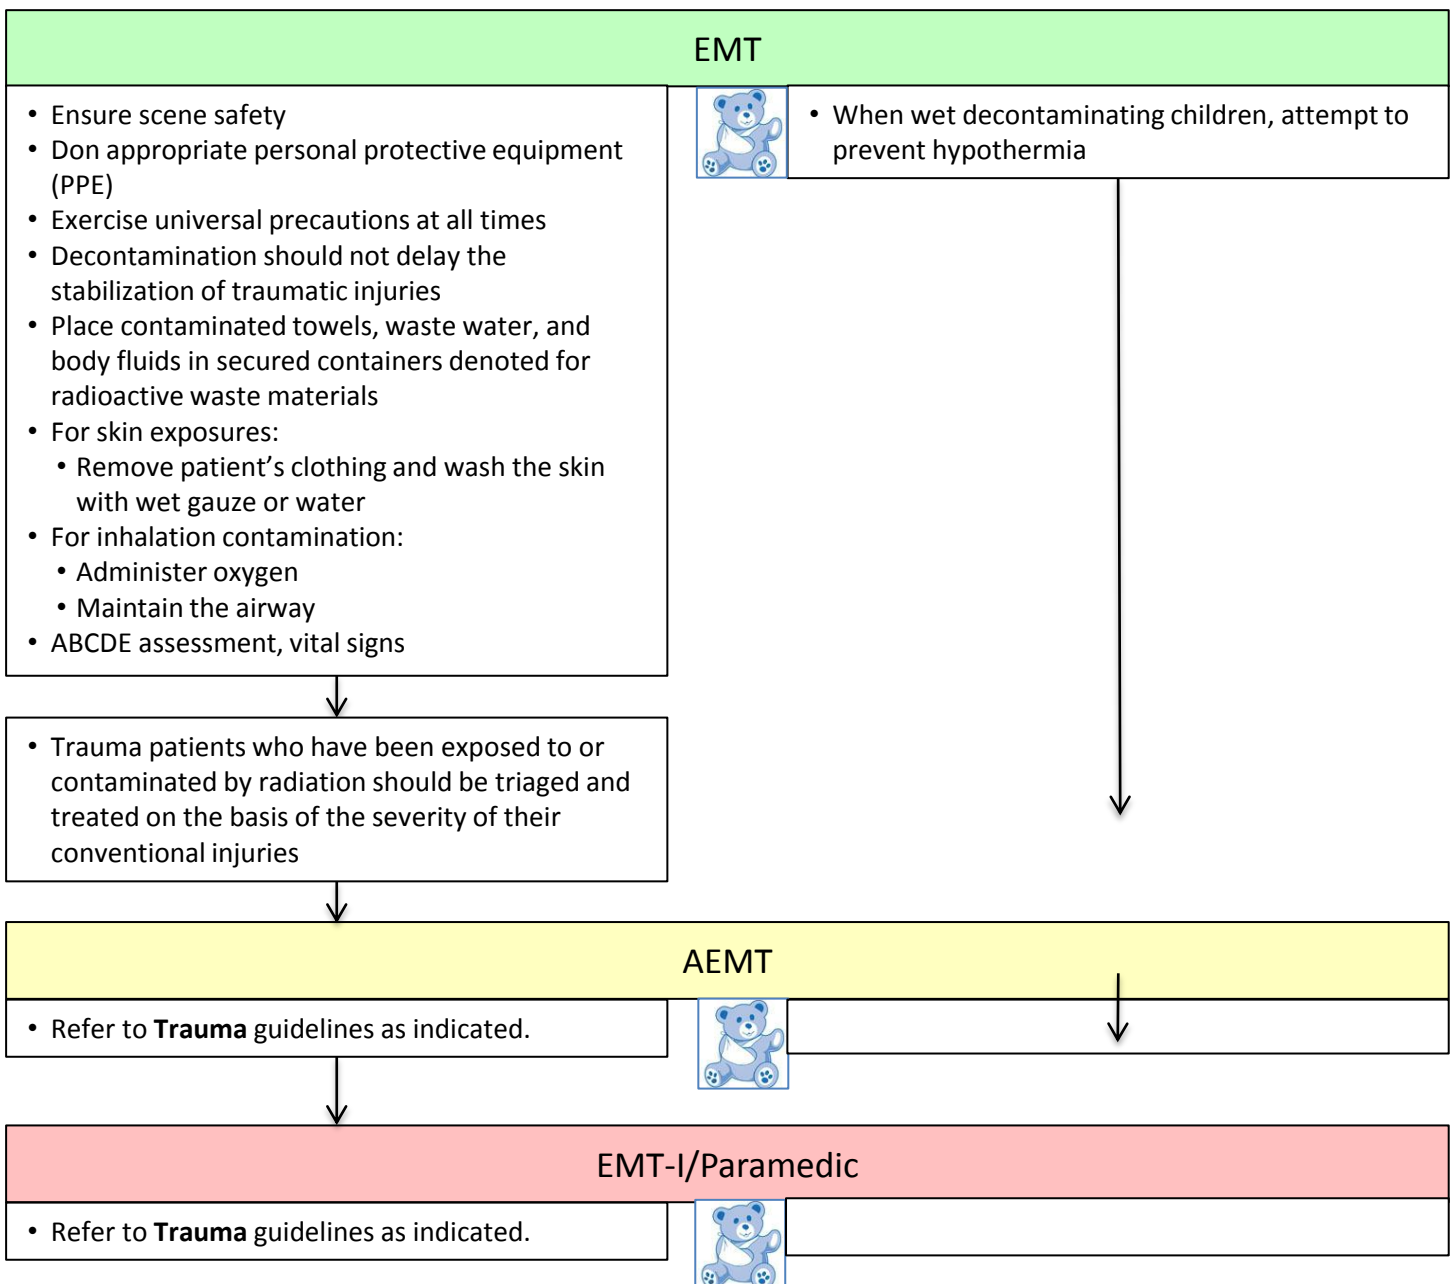 EMT
• Ensure scene safety
• Don appropriate personal protective equipment
(PPE)
• Exercise universal precautions at all times
• Decontamination should not delay the
stabilization of traumatic injuries
• Place contaminated towels, waste water, and
body fluids in secured containers denoted for
radioactive waste materials
• For skin exposures:
• Remove patient’s clothing and wash the skin
with wet gauze or water
• For inhalation contamination:
• Administer oxygen
• Maintain the airway
• ABCDE assessment, vital signs
• When wet decontaminating children, attempt to
prevent hypothermia
• Trauma patients who have been exposed to or
contaminated by radiation should be triaged and
treated on the basis of the severity of their
conventional injuries
AEMT
• Refer to Trauma guidelines as indicated.
EMT-I/Paramedic
• Refer to Trauma guidelines as indicated.